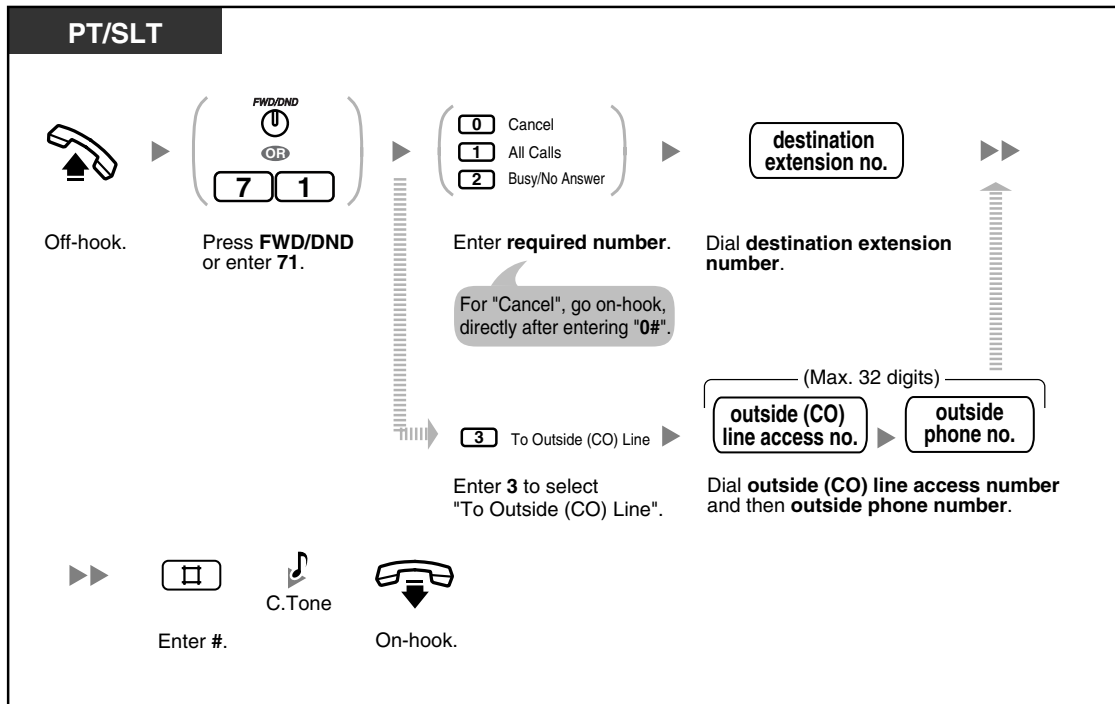 PT/SLT
FWD/DND
OR
7 1
0 Cancel
1 All Calls
2 Busy/No Answer
destination
extension no.
Off-hook.
Press FWD/DND
or enter 71.
Enter required number.
Dial destination extension
number.
For "Cancel", go on-hook,
directly after entering "0#".
(Max. 32 digits)
3 To Outside (CO) Line
outside (CO)
line access no.
outside
phone no.
Enter 3 to select
"To Outside (CO) Line".
Dial outside (CO) line access number
and then outside phone number.
#
C.Tone
Enter #.
On-hook.